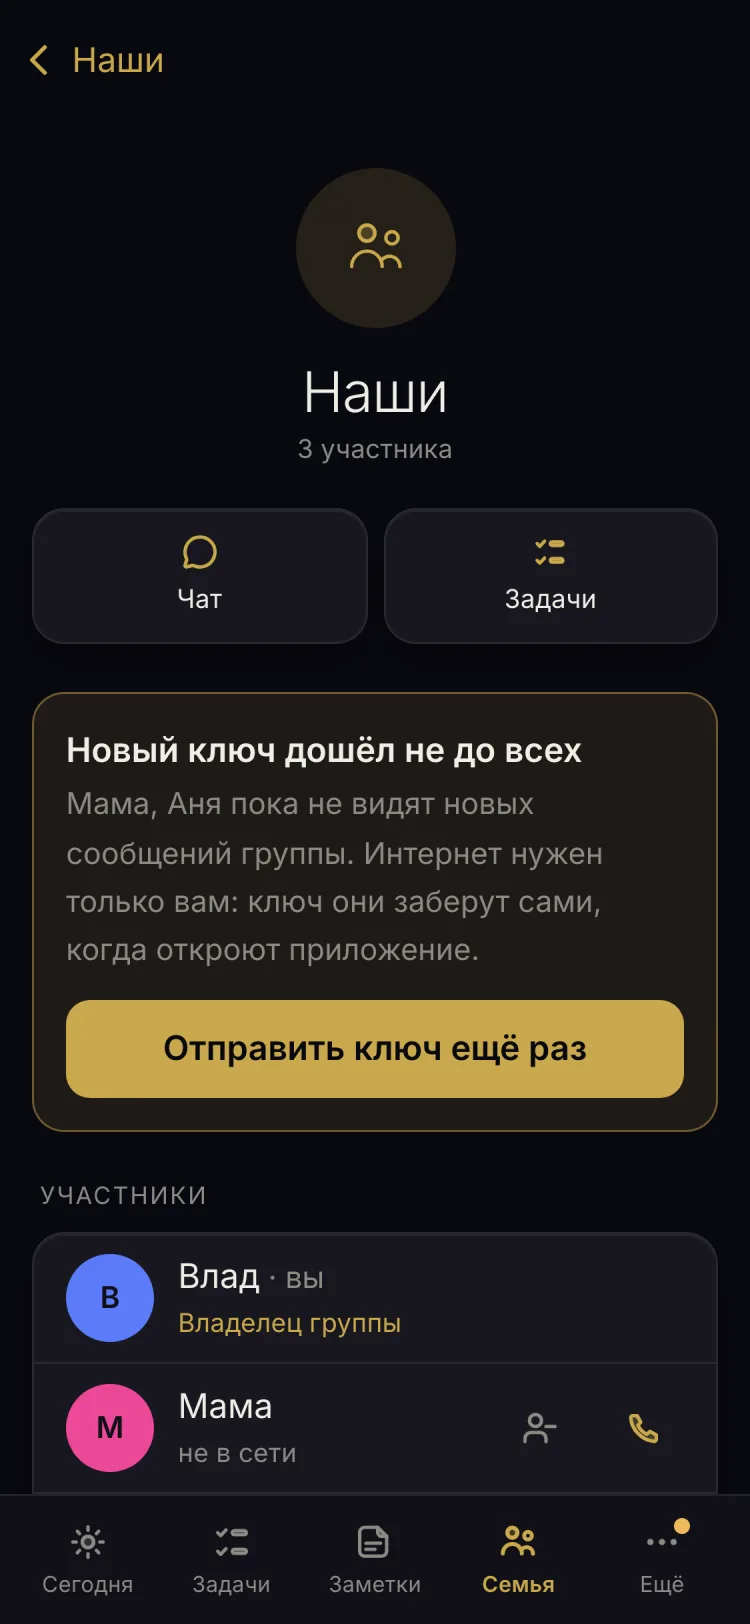 Наши
Наши
3 участника
Чат
Задачи
Новый ключ дошёл не до всех
Мама, Аня пока не видят новых
сообщений группы. Интернет нужен
только вам: ключ они заберут сами,
когда откроют приложение.
Отправить ключ ещё раз
УЧАСТНИКИ
В
Влад · вы
Владелец группы
М
Мама
не в сети
Сегодня
Задачи
Заметки
Семья
Ещё